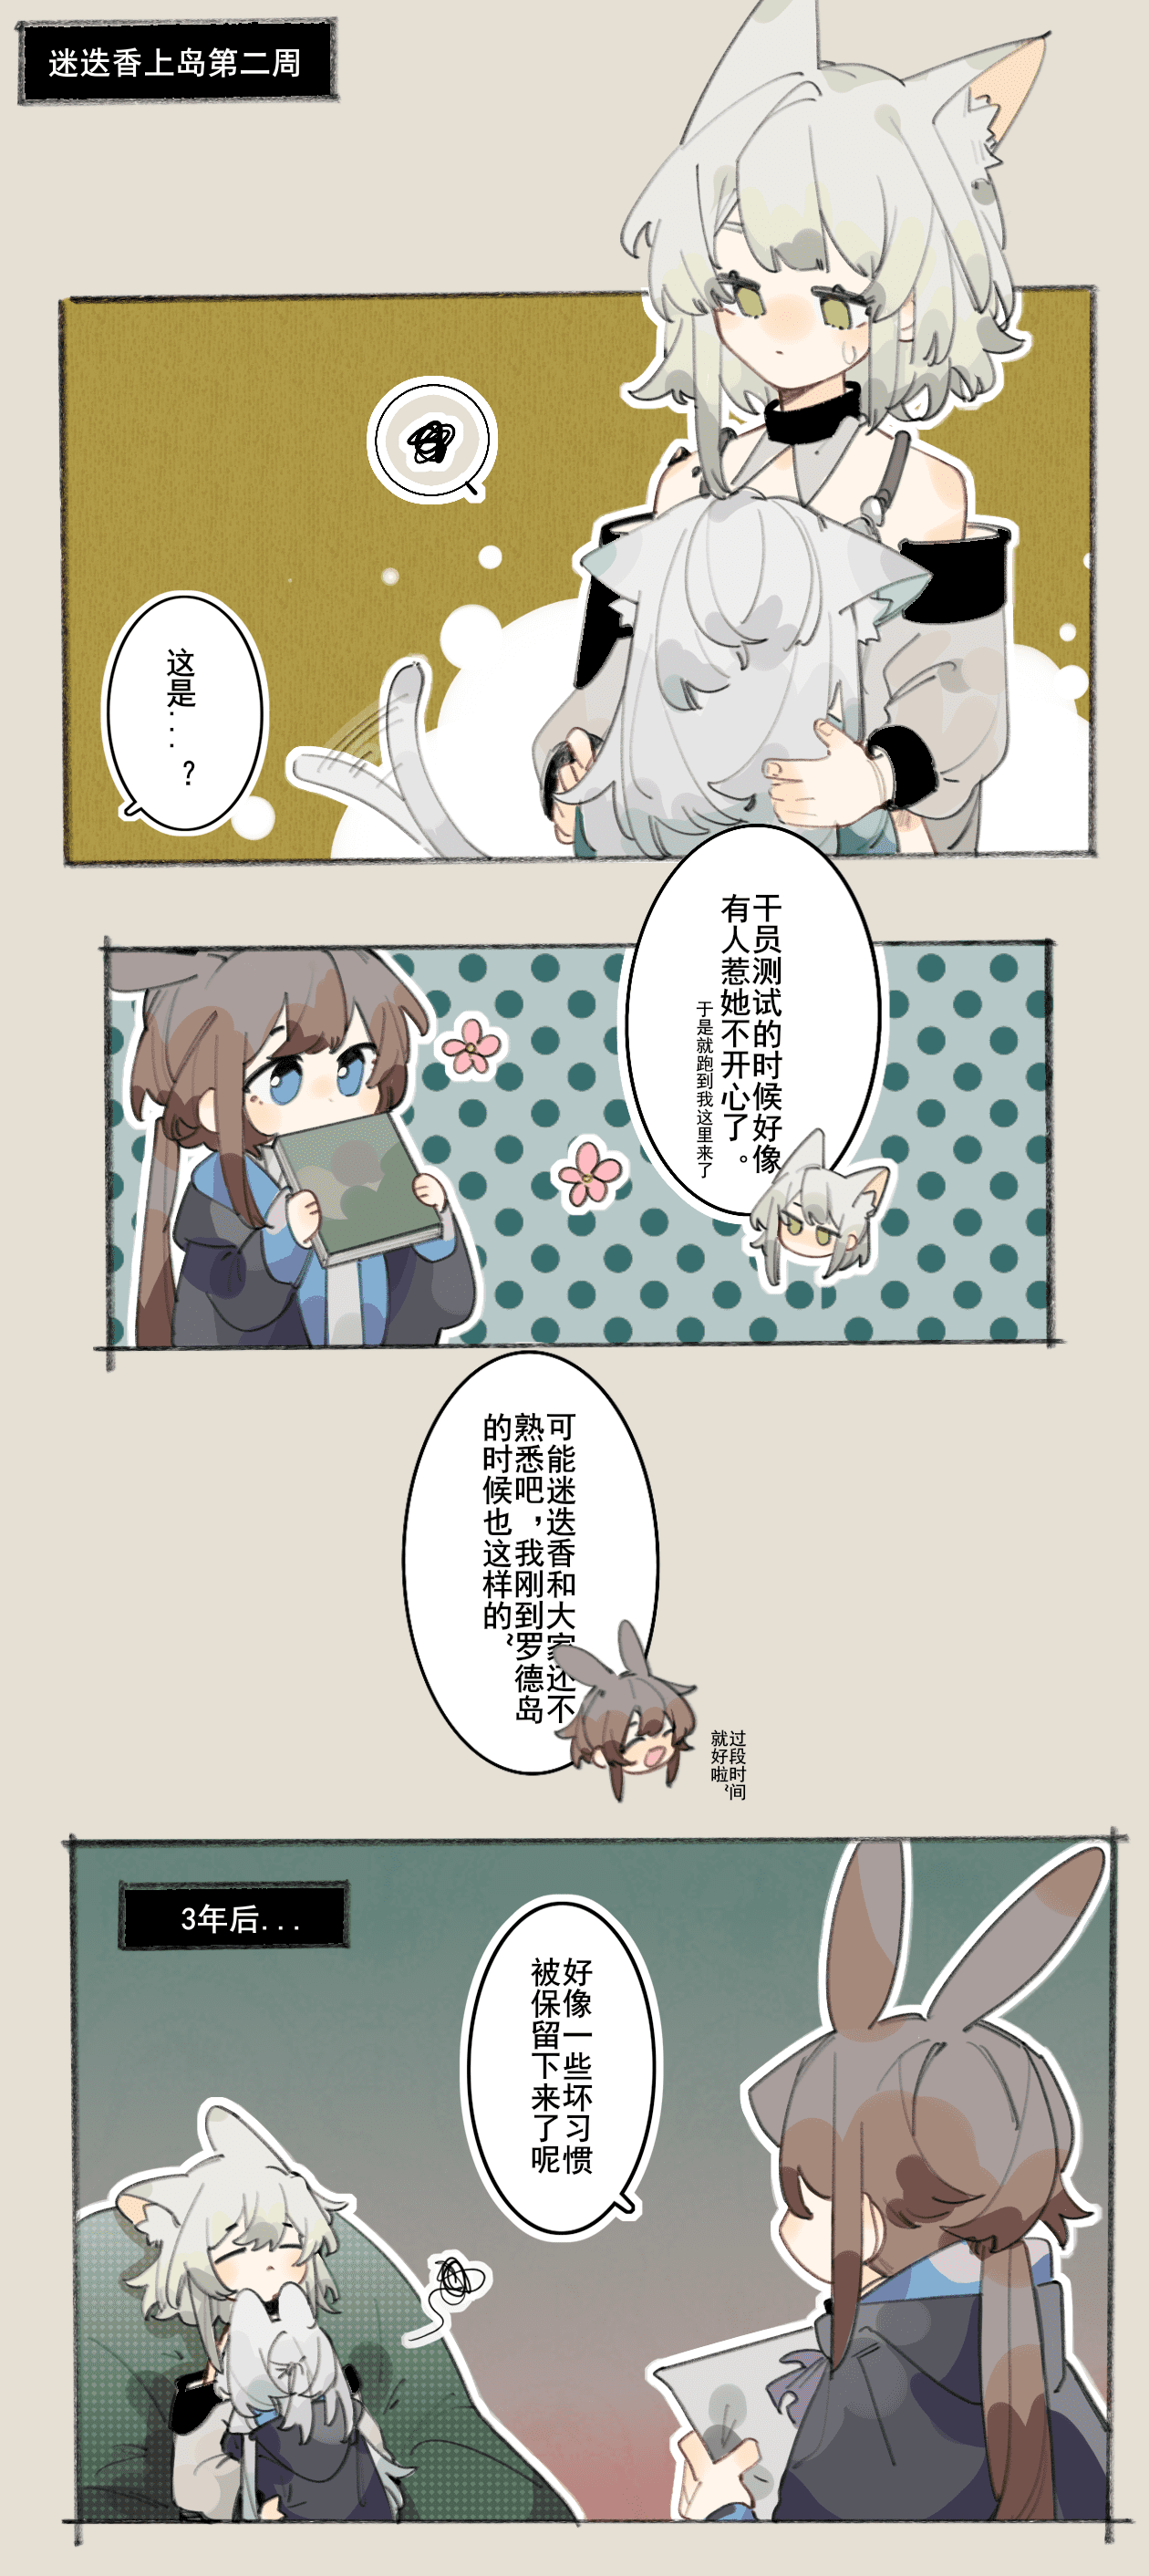 迷迭香上岛第二周
这是...?
干员测试的时候好像
有人惹她不开心了。
于是就跑到我这里来了
可能迷迭香和大家还不
熟悉吧，我刚到罗德岛
的时候也这样的~
过段时间
就好啦~
3年后...
好像一些坏习惯
被保留下来了呢